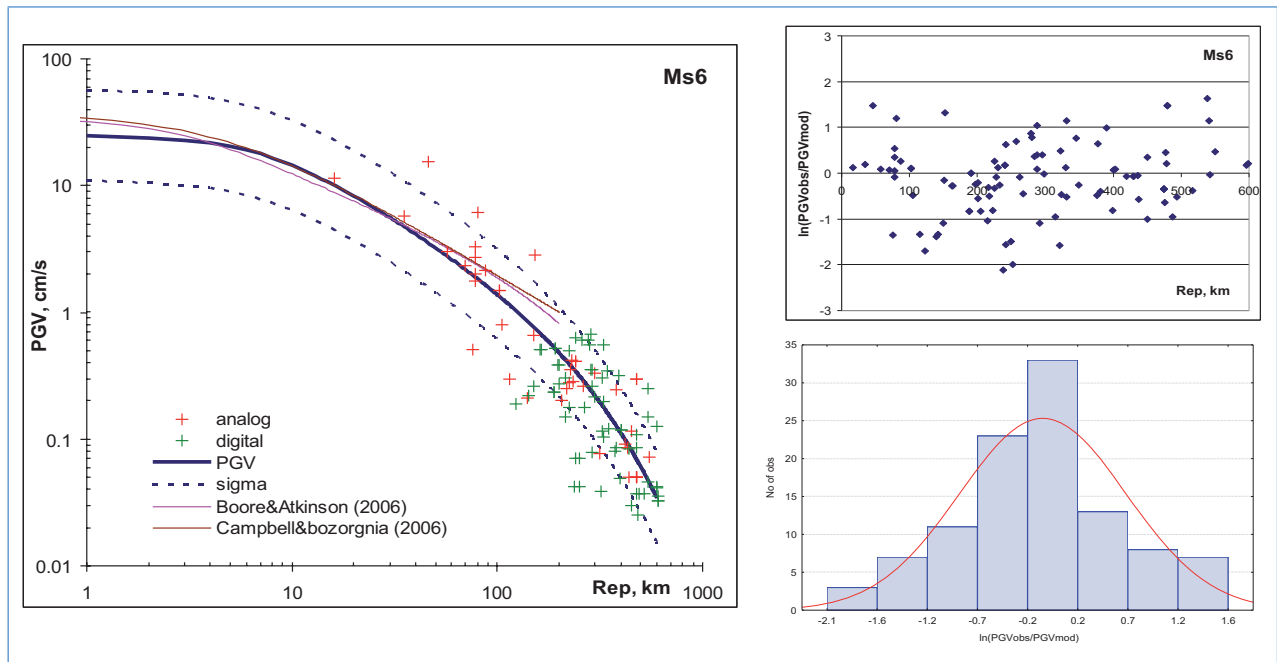 Ms6
100
10
1
0.1
0.01
PGV, cm/s
analog
digital
PGV
sigma
Boore&Atkinson (2006)
Campbell&bozorgnia (2006)
Rep, km
1 10 100 1000
Ms6
3
2
1
0
-1
-2
-3
ln(PGVobs/PGVmod)
0 100 200 300 400 500 600
Rep, km
35
30
25
20
15
10
5
0
No of obs
-2.1 -1.6 -1.2 -0.7 -0.2 0.2 0.7 1.2 1.6
ln(PGVobs/PGVmod)